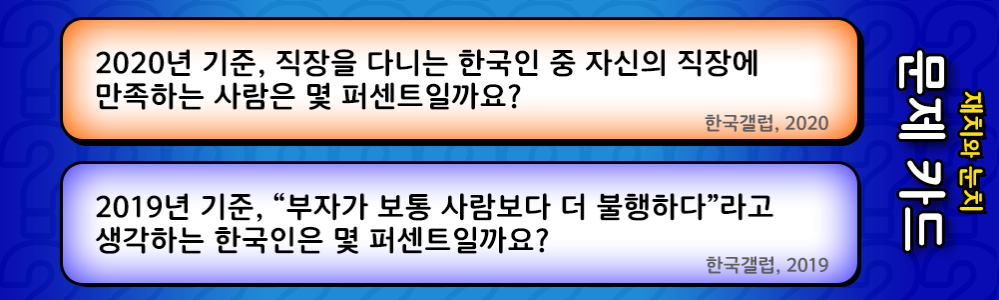 2020년 기준, 직장을 다니는 한국인 중 자신의 직장에
만족하는 사람은 몇 퍼센트일까요?
한국갤럽, 2020
2019년 기준, “부자가 보통 사람보다 더 불행하다”라고
생각하는 한국인은 몇 퍼센트일까요?
한국갤럽, 2019
재치와 눈치
문제 카드